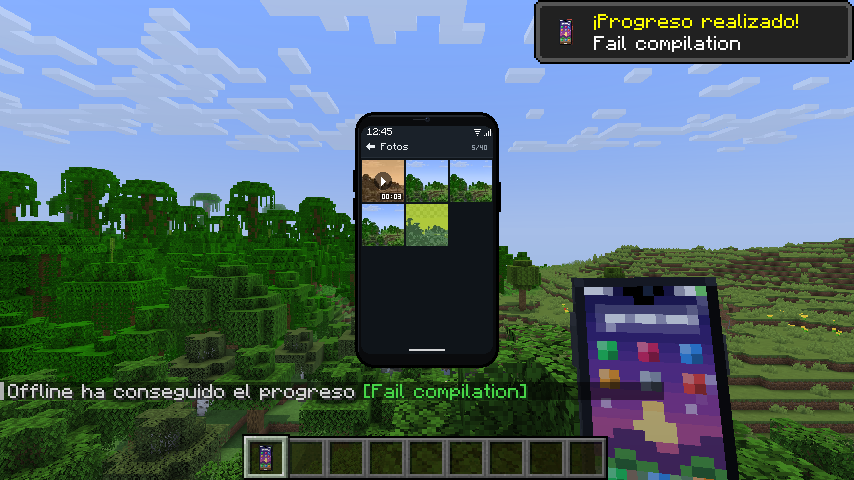 ¡Progreso realizado!
Fail compilation
12:45
Fotos
5/40
00:03
Offline ha conseguido el progreso [Fail compilation]